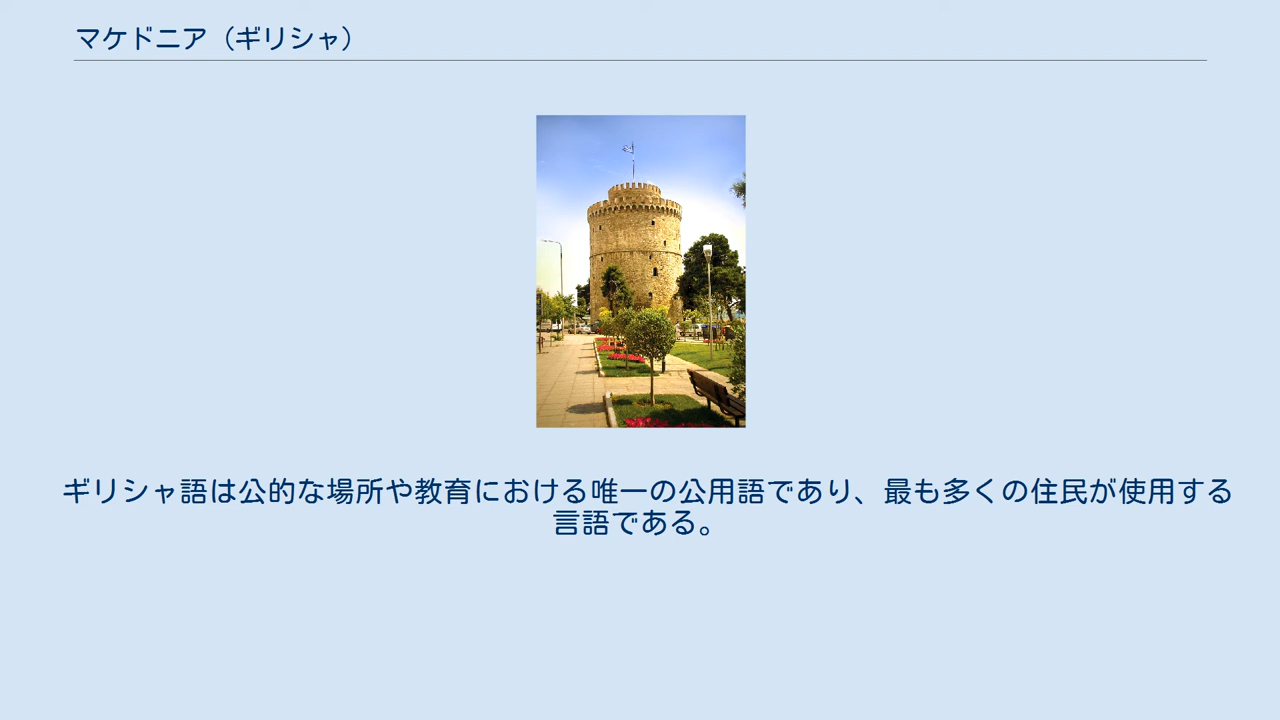 マケドニア（ギリシャ）
ギリシャ語は公的な場所や教育における唯一の公用語であり、最も多くの住民が使用する
言語である。